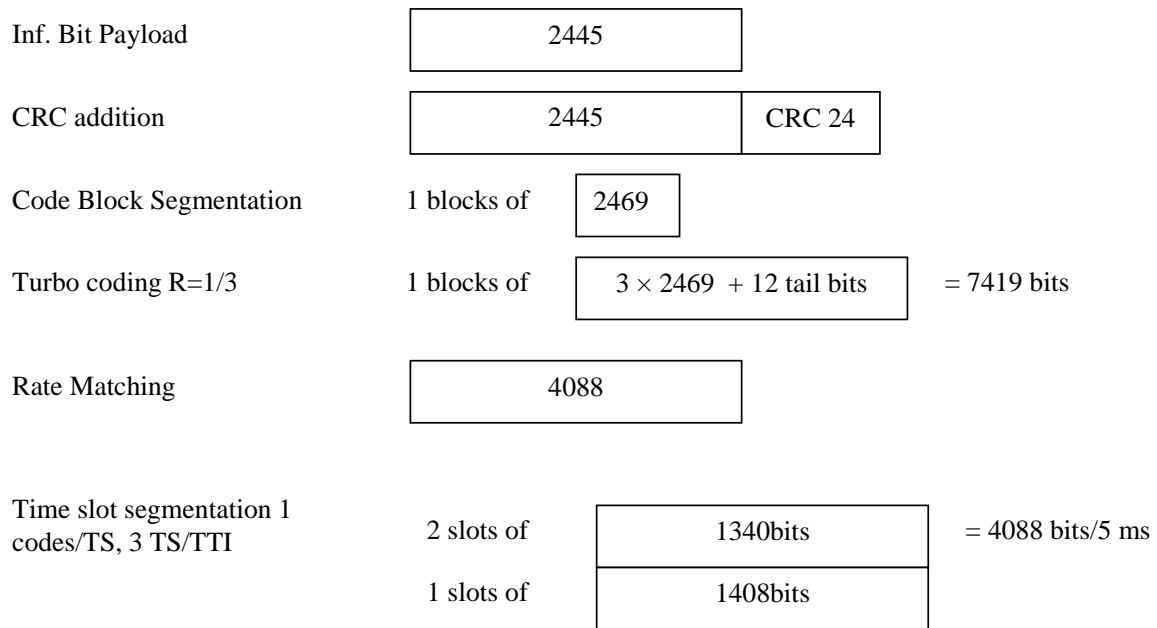 Inf. Bit Payload 2445
CRC addition 2445 CRC 24
Code Block Segmentation 1 blocks of 2469
Turbo coding R=1/3 1 blocks of 3 × 2469 + 12 tail bits = 7419 bits
Rate Matching 4088
Time slot segmentation 1
codes/TS, 3 TS/TTI 2 slots of 1340bits = 4088 bits/5 ms
1 slots of 1408bits